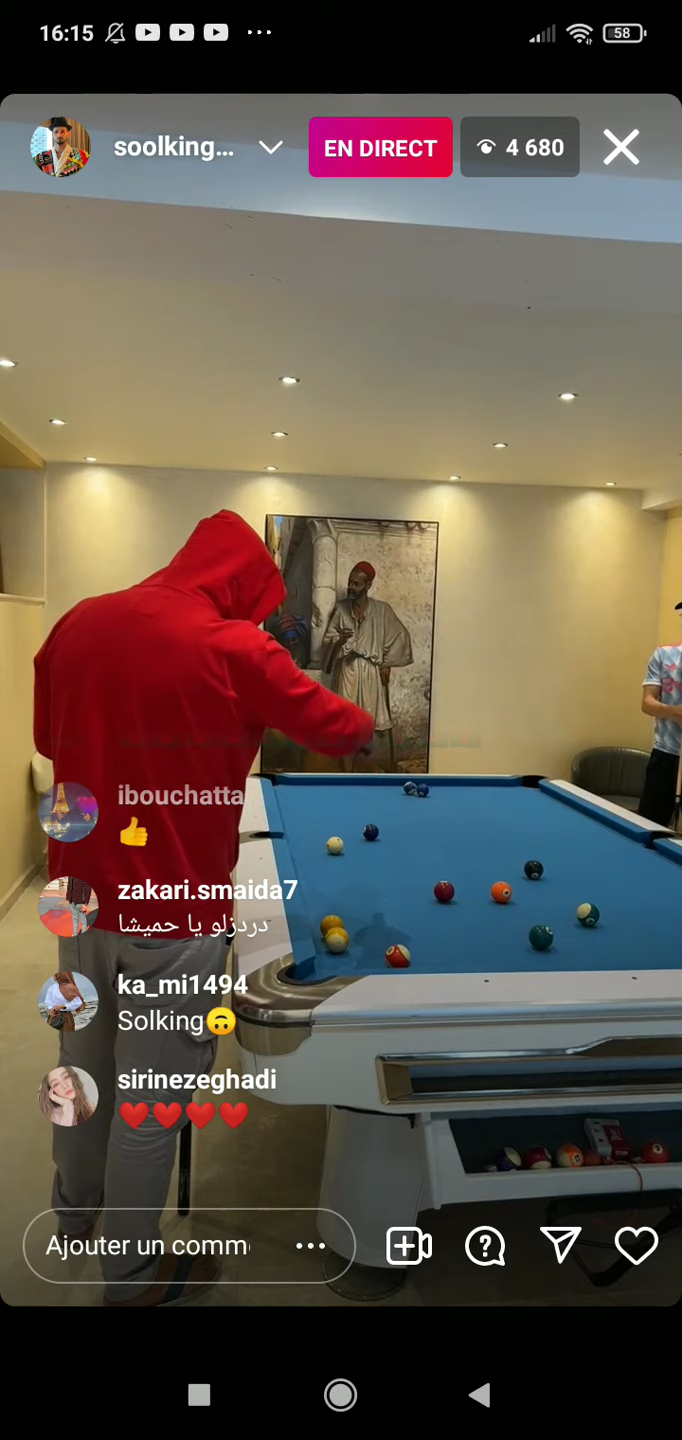 16:15
58
soolking...
EN DIRECT
4 680
ibouchatta
👍
zakari.smaida7
دردزلو يا حميشا
ka_mi1494
Solking🙃
sirinezeghadi
❤️❤️❤️❤️
Ajouter un comm